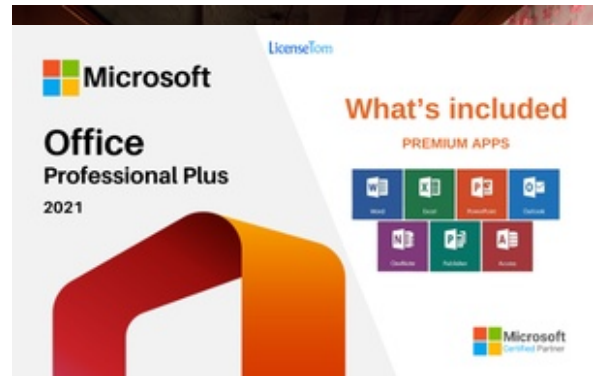 LicenseTom
Microsoft
Office
Professional Plus
2021
What's included
PREMIUM APPS
Word
Excel
PowerPoint
Outlook
OneNote
Publisher
Access
Microsoft
Certified Partner